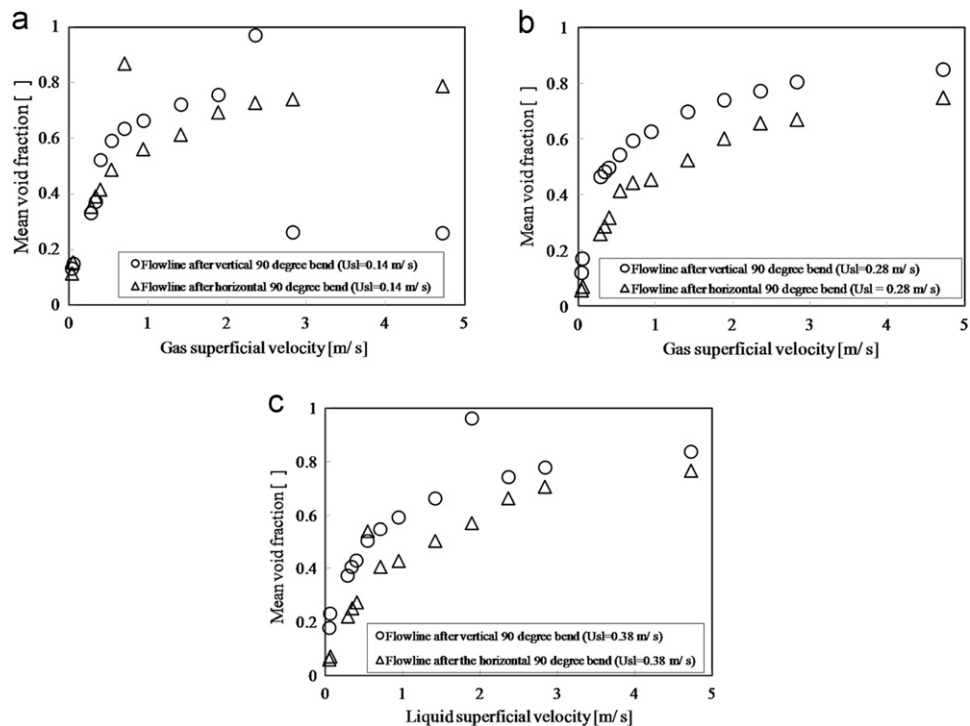 a
1
0.8
0.6
0.4
0.2
0
Mean void fraction [ ]
Flowline after vertical 90 degree bend (Usl=0.14 m/ s)
Flowline after horizontal 90 degree bend (Usl=0.14 m/ s)
0 1 2 3 4 5
Gas superficial velocity [m/ s]
b
1
0.8
0.6
0.4
0.2
0
Mean void fraction [ ]
Flowline after vertical 90 degree bend (Usl=0.28 m/ s)
Flowline after horizontal 90 degree bend (Usl = 0.28 m/ s)
0 1 2 3 4 5
Gas superficial velocity [m/ s]
c
1
0.8
0.6
0.4
0.2
0
Mean void fraction [ ]
Flowline after vertical 90 degree bend (Usl=0.38 m/ s)
Flowline after the horizontal 90 degree bend (Usl=0.38 m/ s)
0 1 2 3 4 5
Liquid superficial velocity [m/ s]